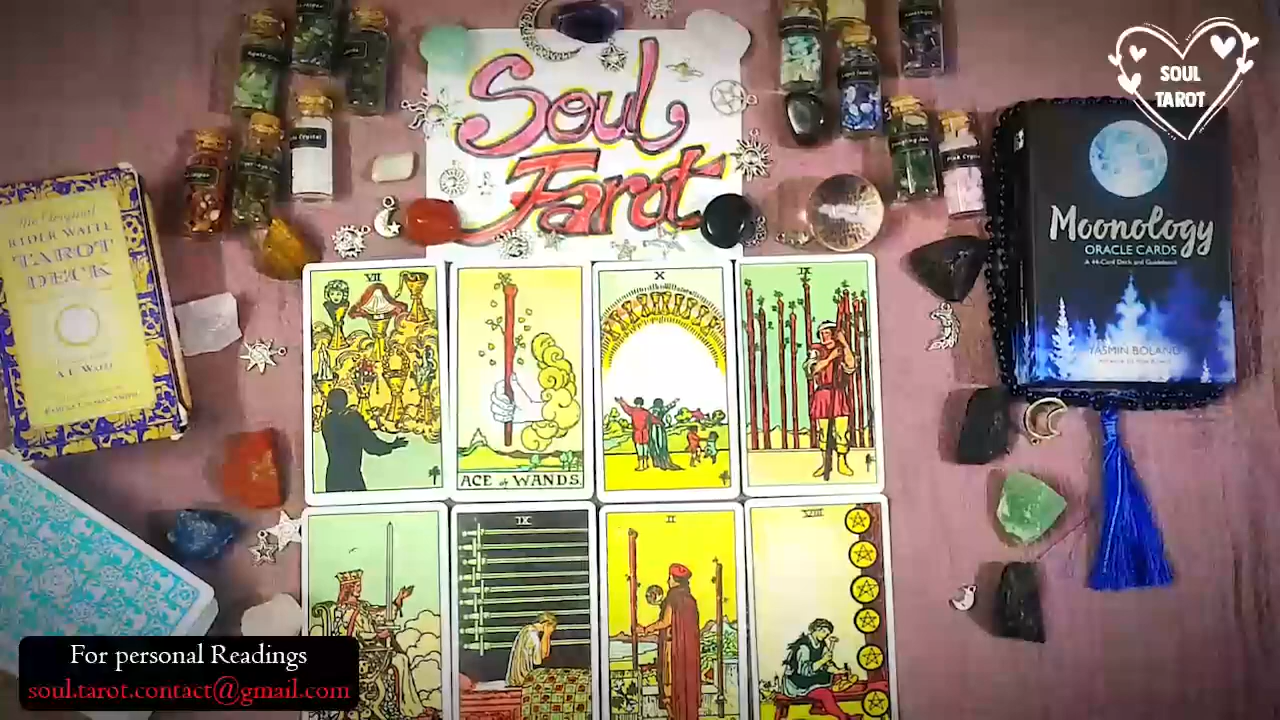 Soul
Tarot
SOUL
TAROT
The Original
RIDER WAITE
TAROT
DECK
Moonology
ORACLE CARDS
A 44-Card Deck and Guidebook
YASMIN BOLAND
VII
X
IX
ACE of WANDS.
IX
II
VIII
For personal Readings
soul.tarot.contact@gmail.com